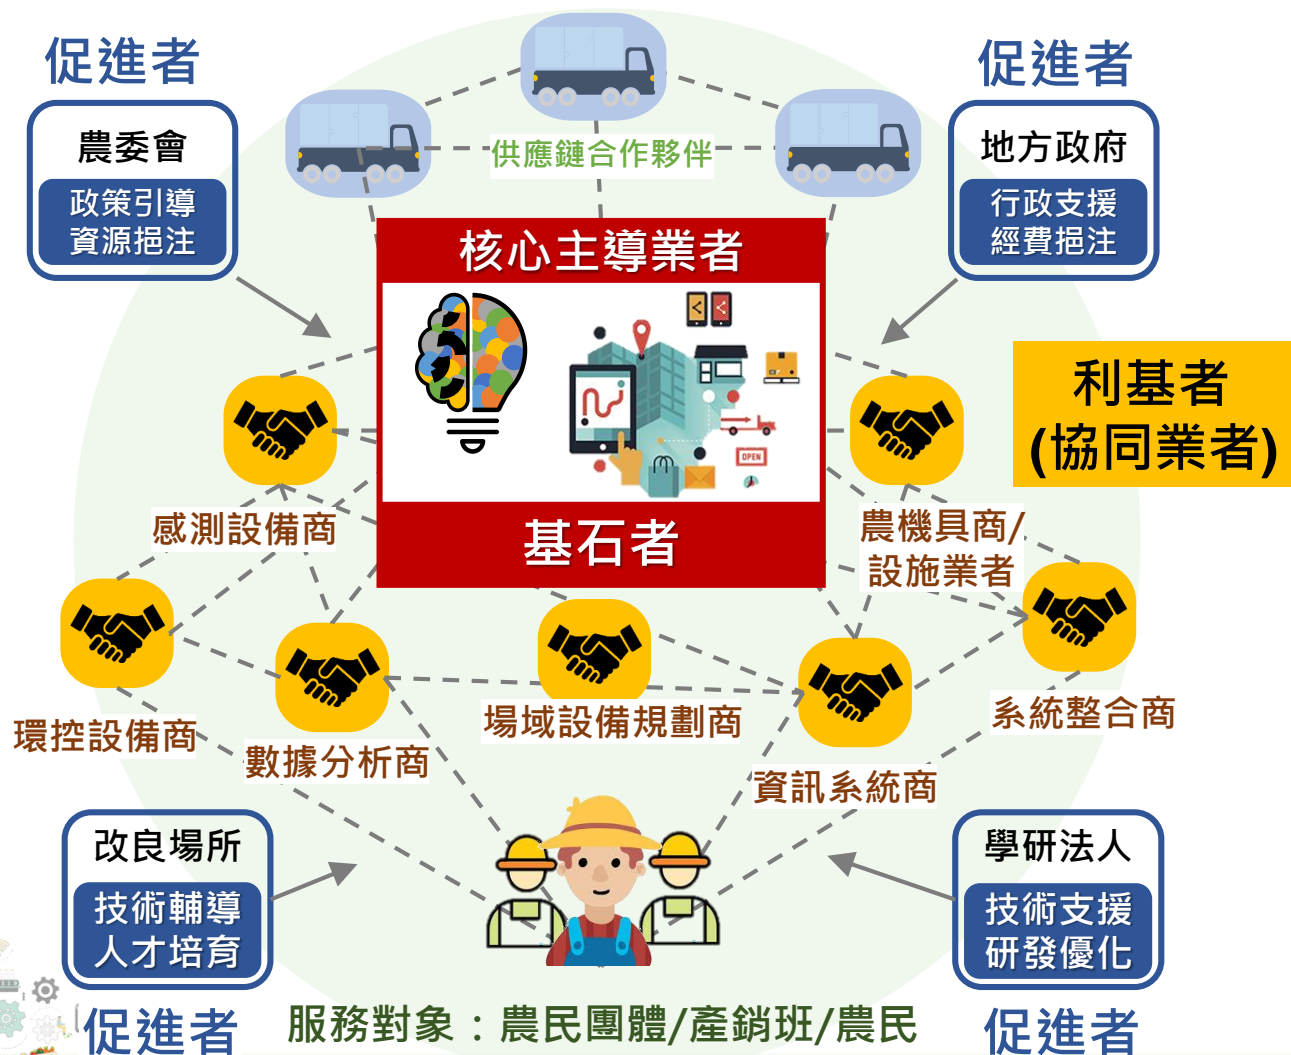 促進者
促進者
農委會
政策引導
資源挹注
地方政府
行政支援
經費挹注
供應鏈合作夥伴
核心主導業者
OPEN
基石者
利基者
(協同業者)
感測設備商
農機具商/
設施業者
環控設備商
數據分析商
場域設備規劃商
資訊系統商
系統整合商
改良場所
技術輔導
人才培育
學研法人
技術支援
研發優化
促進者
服務對象：農民團體/產銷班/農民
促進者